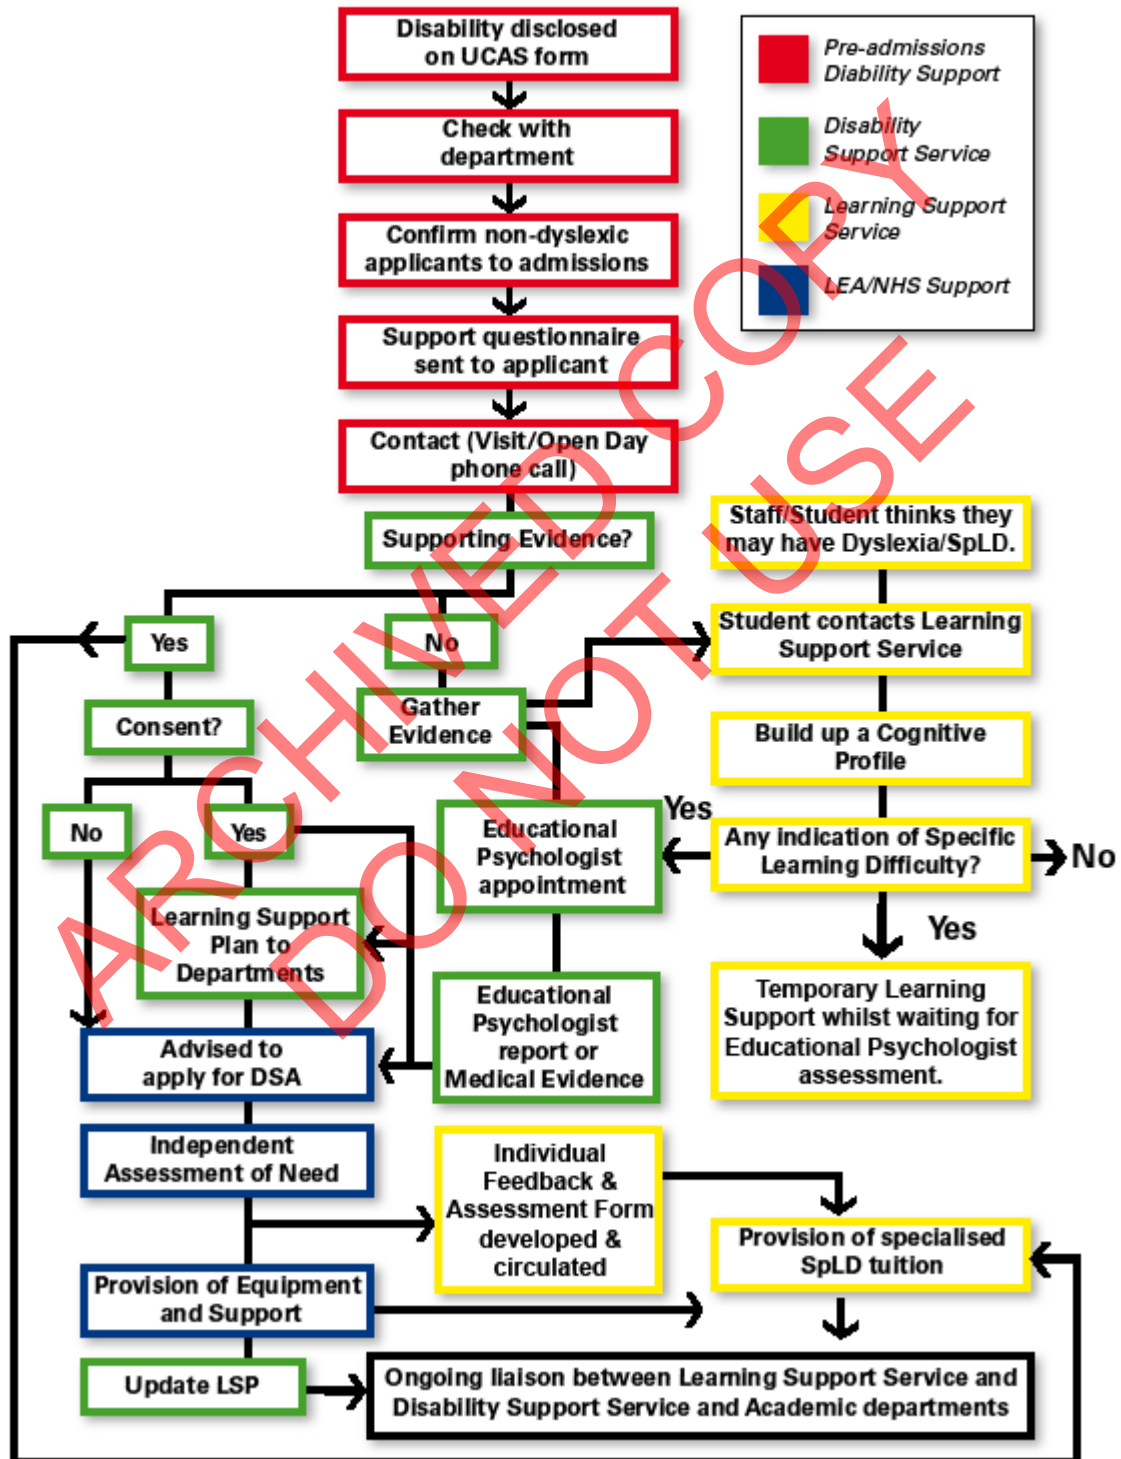 Disability disclosed
on UCAS form
Check with
department
Confirm non-dyslexic
applicants to admissions
Support questionnaire
sent to applicant
Contact (Visit/Open Day
phone call)
Pre-admissions
Diability Support
Disability
Support Service
Learning Support
Service
LEA/NHS Support
Supporting Evidence?
Yes
No
Consent?
Gather
Evidence
No
Yes
Learning Support
Plan to
Departments
Educational
Psychologist
appointment
Educational
Psychologist
report or
Medical Evidence
Staff/Student thinks they
may have Dyslexia/SpLD.
Student contacts Learning
Support Service
Build up a Cognitive
Profile
Any indication of Specific
Learning Difficulty?
Yes
No
Yes
Temporary Learning
Support whilst waiting for
Educational Psychologist
assessment.
Advised to
apply for DSA
Independent
Assessment of Need
Individual
Feedback &
Assessment Form
developed &
circulated
Provision of specialised
SpLD tuition
Provision of Equipment
and Support
Update LSP
Ongoing liaison between Learning Support Service and
Disability Support Service and Academic departments
ARCHIVED COPY
DO NOT USE